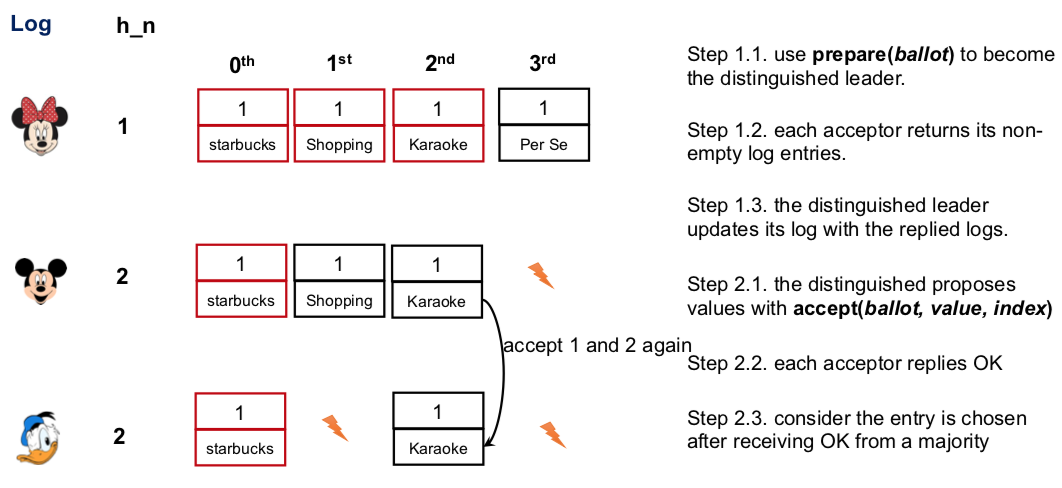 Log
h_n
0th
1st
2nd
3rd
1
1
1
1
1
starbucks
Shopping
Karaoke
Per Se
2
1
1
1
starbucks
Shopping
Karaoke
accept 1 and 2 again
2
1
1
starbucks
Karaoke
Step 1.1. use prepare(ballot) to become
the distinguished leader.
Step 1.2. each acceptor returns its non-
empty log entries.
Step 1.3. the distinguished leader
updates its log with the replied logs.
Step 2.1. the distinguished proposes
values with accept(ballot, value, index)
Step 2.2. each acceptor replies OK
Step 2.3. consider the entry is chosen
after receiving OK from a majority